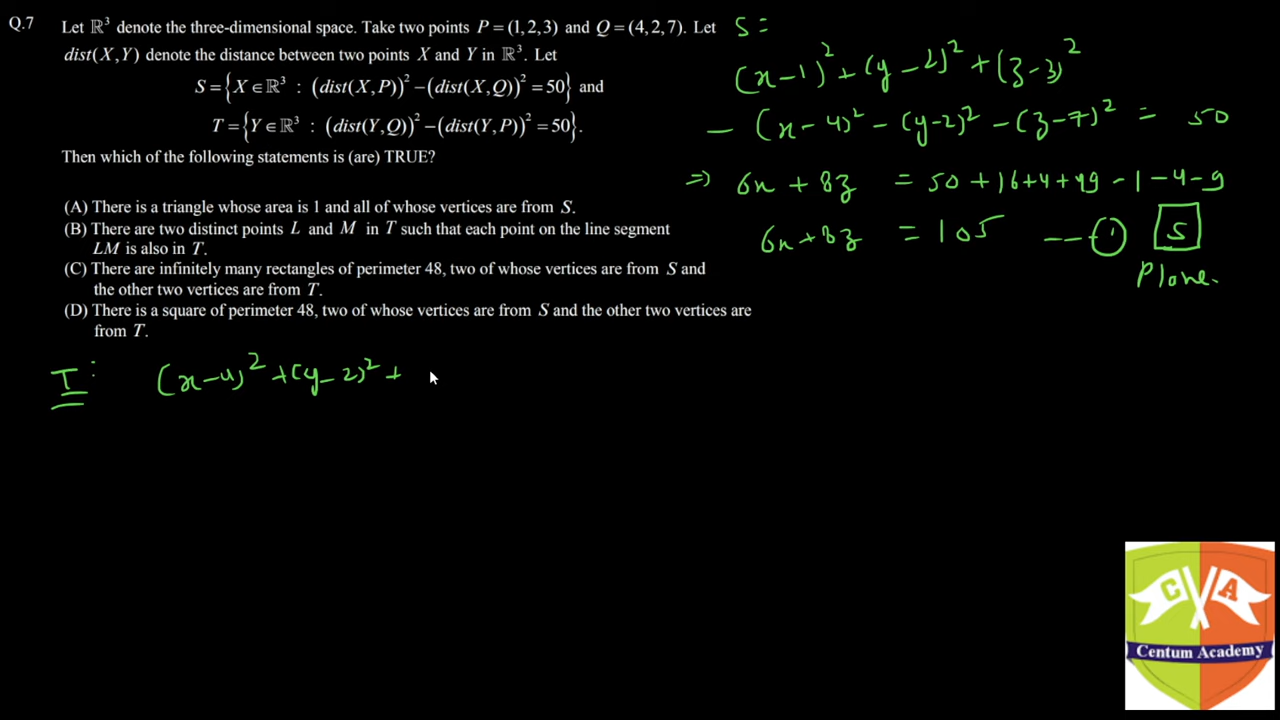 Q.7 Let ℝ³ denote the three-dimensional space. Take two points P = (1, 2, 3) and Q = (4, 2, 7). Let
dist(X,Y) denote the distance between two points X and Y in ℝ³. Let
S = {X ∈ ℝ³ : (dist(X,P))² − (dist(X,Q))² = 50} and
T = {Y ∈ ℝ³ : (dist(Y,Q))² − (dist(Y,P))² = 50}.
Then which of the following statements is (are) TRUE?
(A) There is a triangle whose area is 1 and all of whose vertices are from S.
(B) There are two distinct points L and M in T such that each point on the line segment
LM is also in T.
(C) There are infinitely many rectangles of perimeter 48, two of whose vertices are from S and
the other two vertices are from T.
(D) There is a square of perimeter 48, two of whose vertices are from S and the other two vertices are
from T.
S =
(x−1)² + (y−2)² + (z−3)²
− (x−4)² − (y−2)² − (z−7)² = 50
⇒ 6x + 8z = 50 + 16 + 4 + 49 − 1 − 4 − 9
6x + 8z = 105 --- ① S
Plane.
T : (x−4)² + (y−2)² +
C A
Centum Academy